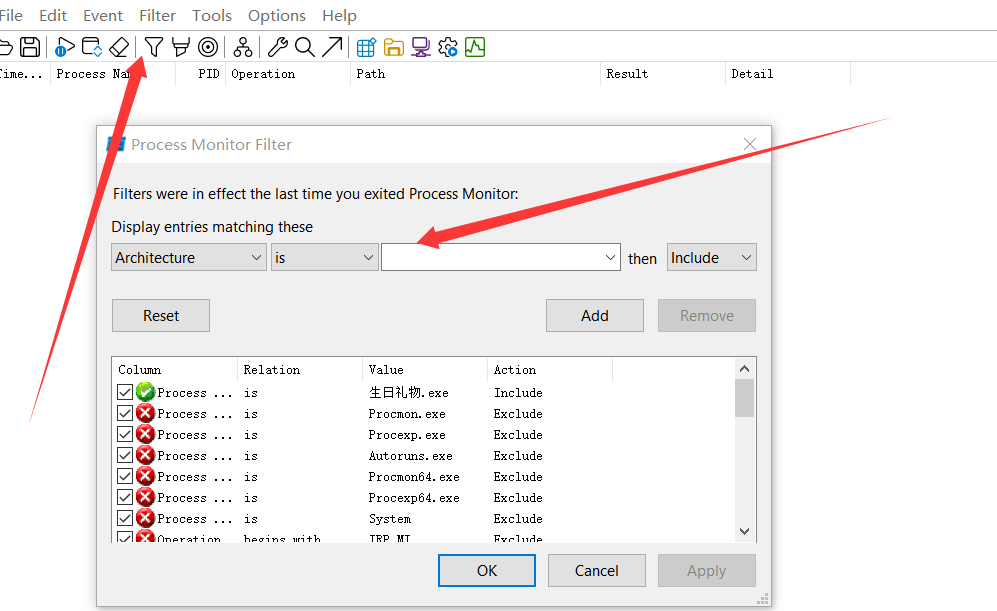 File Edit Event Filter Tools Options Help
Time... Process Na PID Operation Path Result Detail
Process Monitor Filter
Filters were in effect the last time you exited Process Monitor:
Display entries matching these
Architecture is then Include
Reset Add Remove
Column Relation Value Action
Process ... is 生日礼物.exe Include
Process ... is Procmon.exe Exclude
Process ... is Procexp.exe Exclude
Process ... is Autoruns.exe Exclude
Process ... is Procmon64.exe Exclude
Process ... is Procexp64.exe Exclude
Process ... is System Exclude
Operation begins with IRP_MJ Exclude
OK Cancel Apply